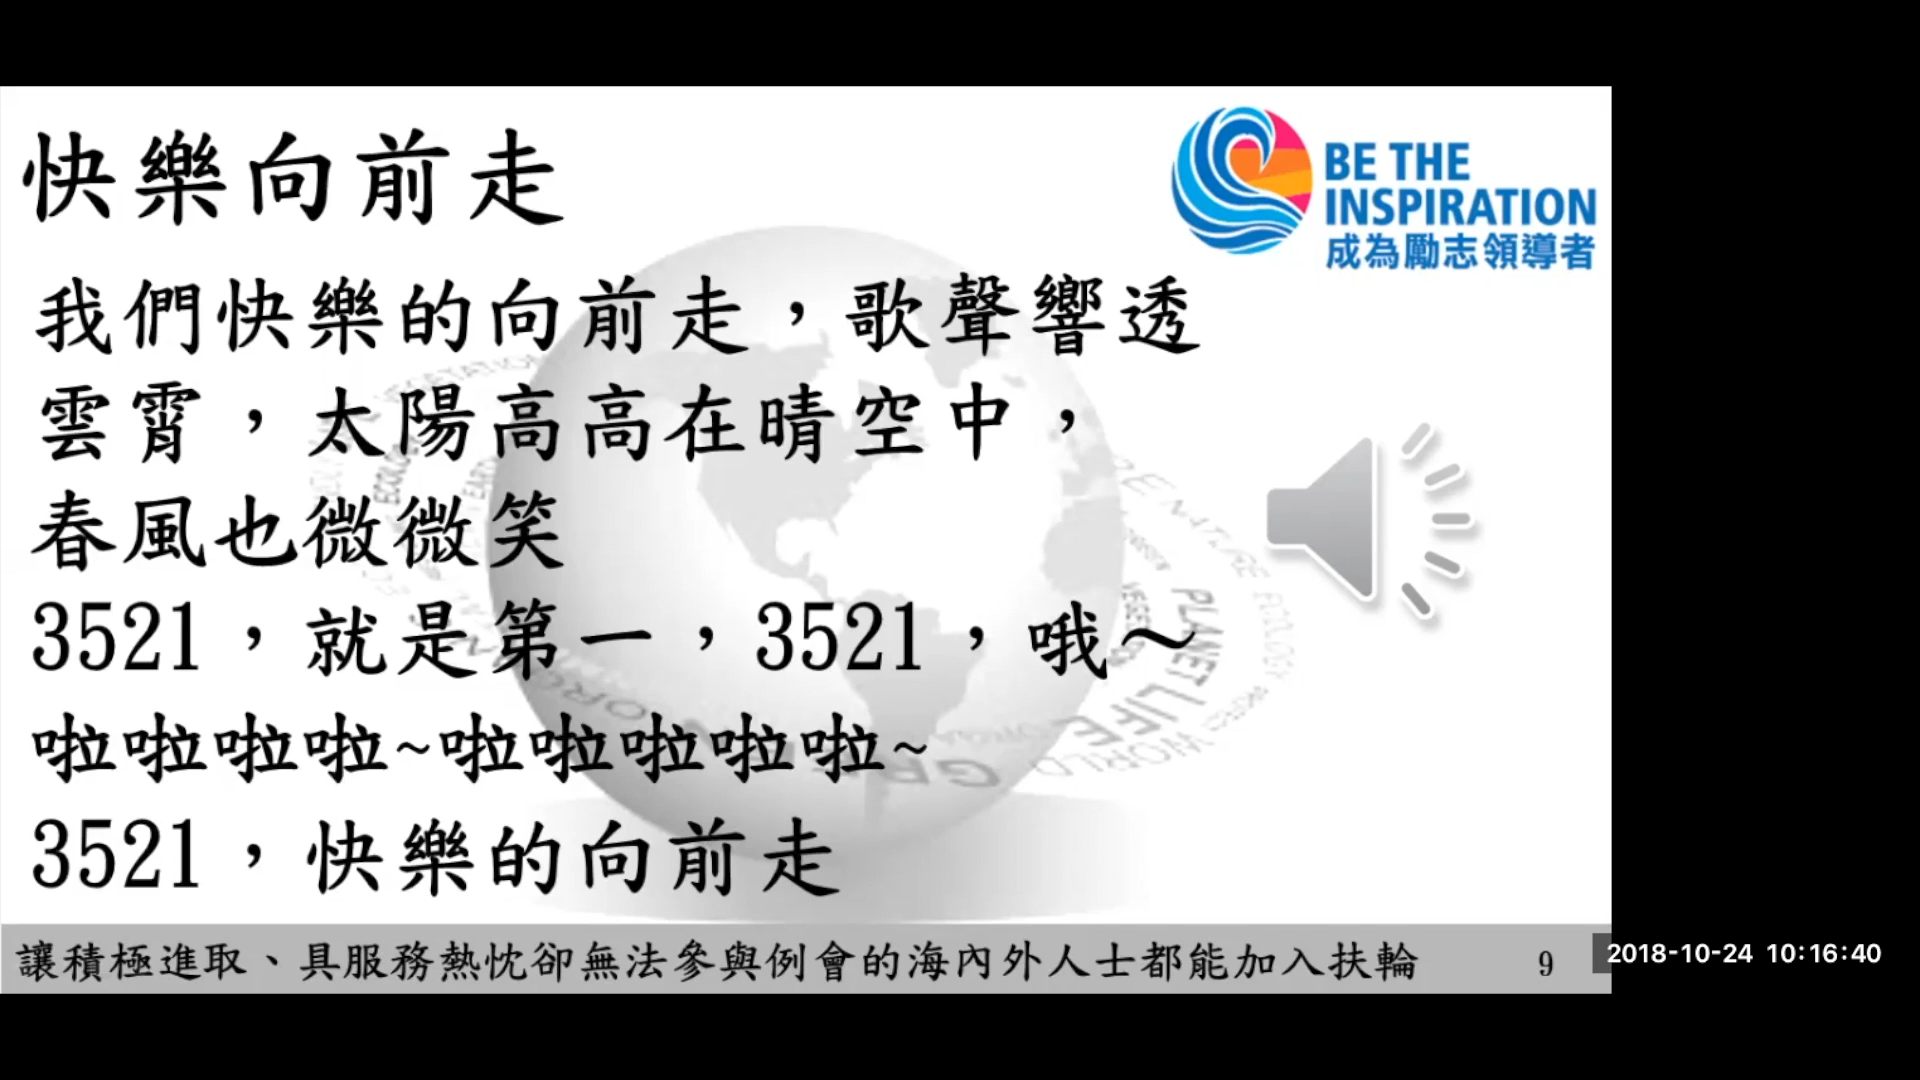 快樂向前走
BE THE
INSPIRATION
成為勵志領導者
我們快樂的向前走，歌聲響透
雲霄，太陽高高在晴空中，
春風也微微笑
3521，就是第一，3521，哦～
啦啦啦啦~啦啦啦啦啦~
3521，快樂的向前走
讓積極進取、具服務熱忱卻無法參與例會的海內外人士都能加入扶輪
9
2018-10-24 10:16:40
PLANET LIFE
WORLD
ECOLOGY